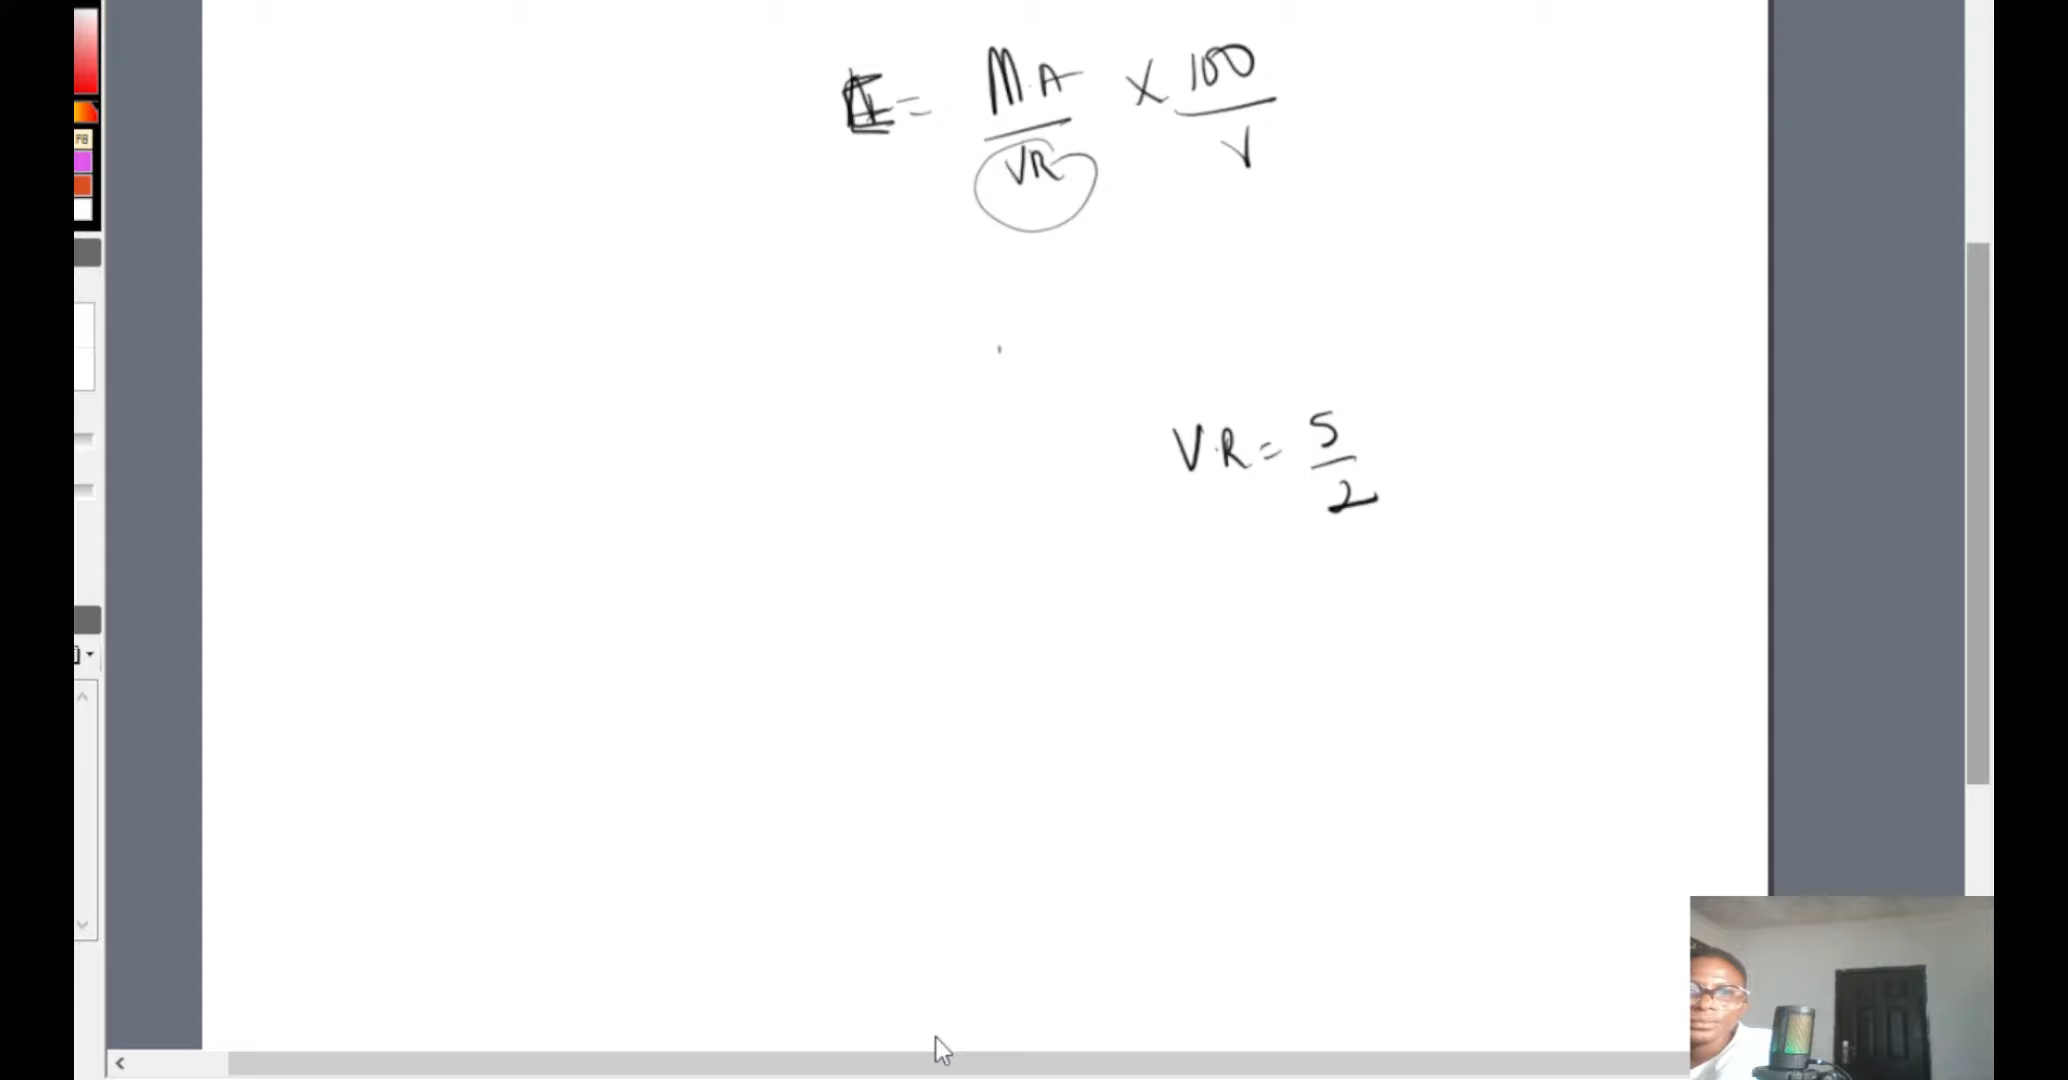 E = M.A / VR × 100 / 1
V.R = 5 / 2